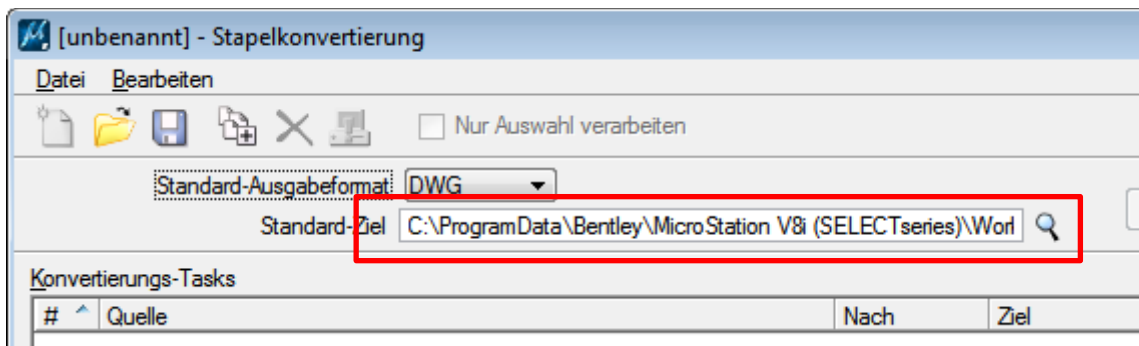 [unbenannt] - Stapelkonvertierung
Datei Bearbeiten
Nur Auswahl verarbeiten
Standard-Ausgabeformat DWG
Standard-Ziel C:\ProgramData\Bentley\MicroStation V8i (SELECTseries)\Worl
Konvertierungs-Tasks
# Quelle Nach Ziel